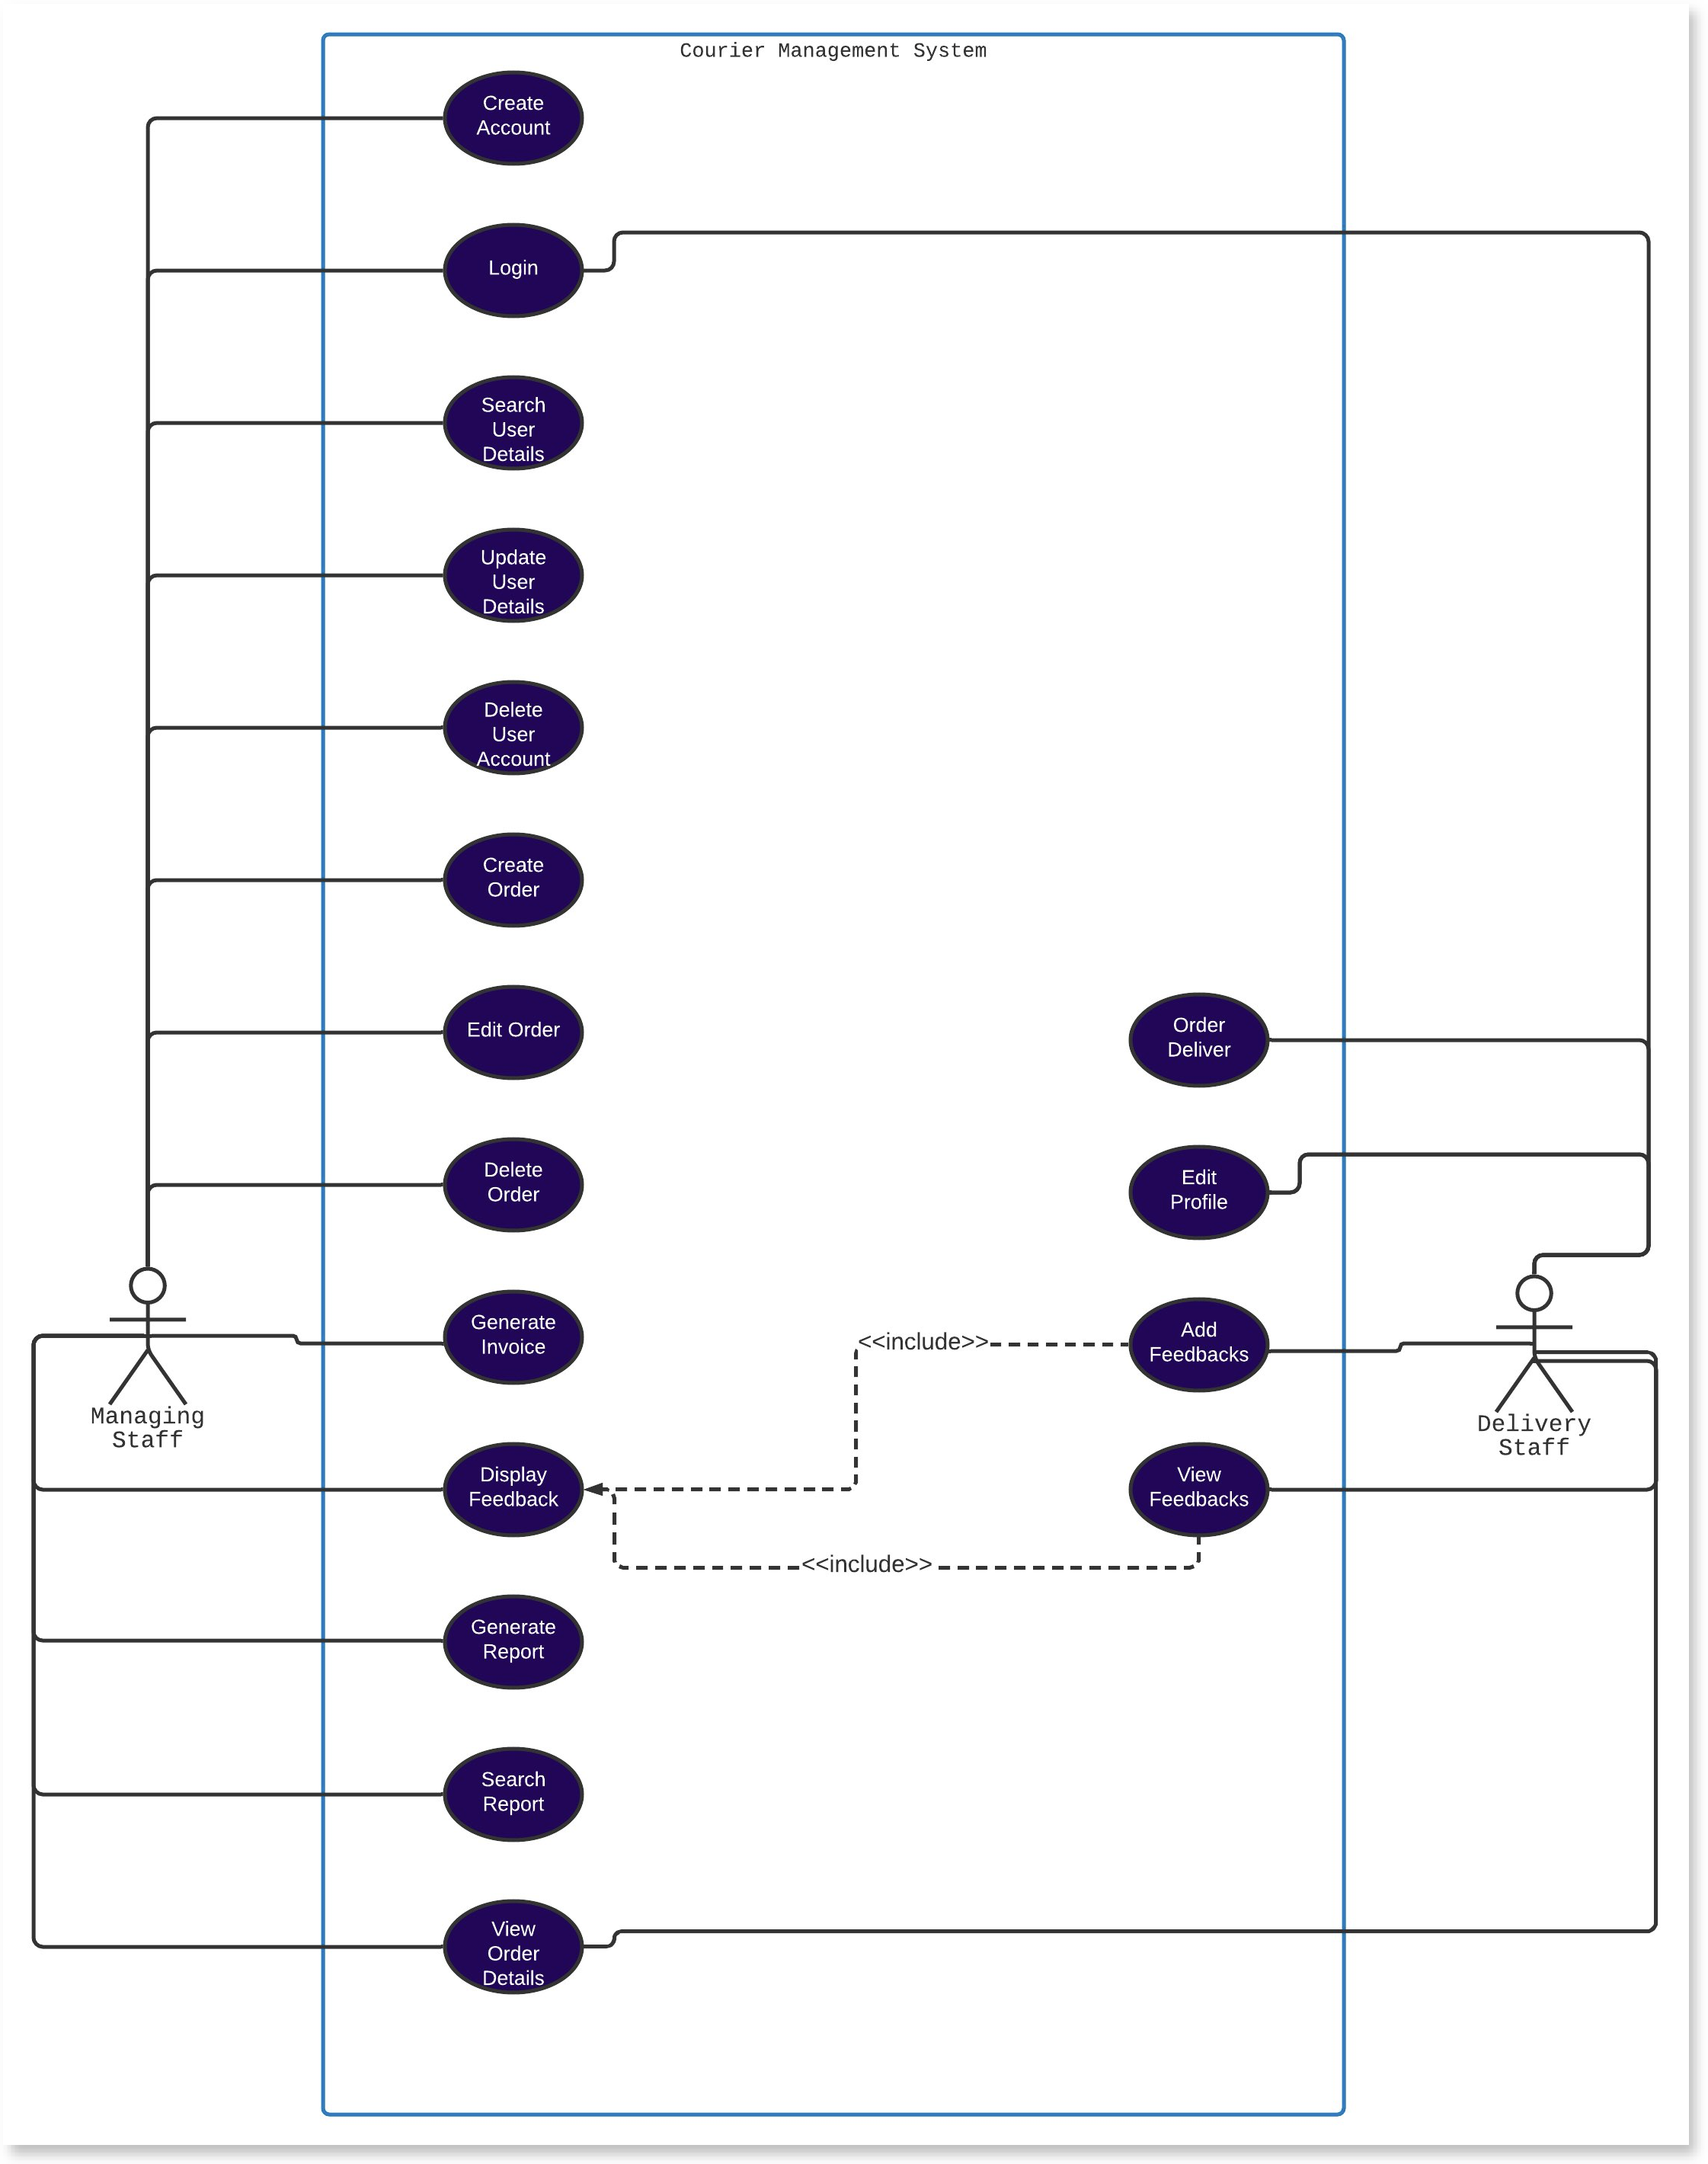 Courier Management System
Create
Account
Login
Search
User
Details
Update
User
Details
Delete
User
Account
Create
Order
Edit Order
Order
Deliver
Delete
Order
Edit
Profile
Generate
Invoice
<<include>>
Add
Feedbacks
Managing
Staff
Delivery
Staff
Display
Feedback
View
Feedbacks
<<include>>
Generate
Report
Search
Report
View
Order
Details